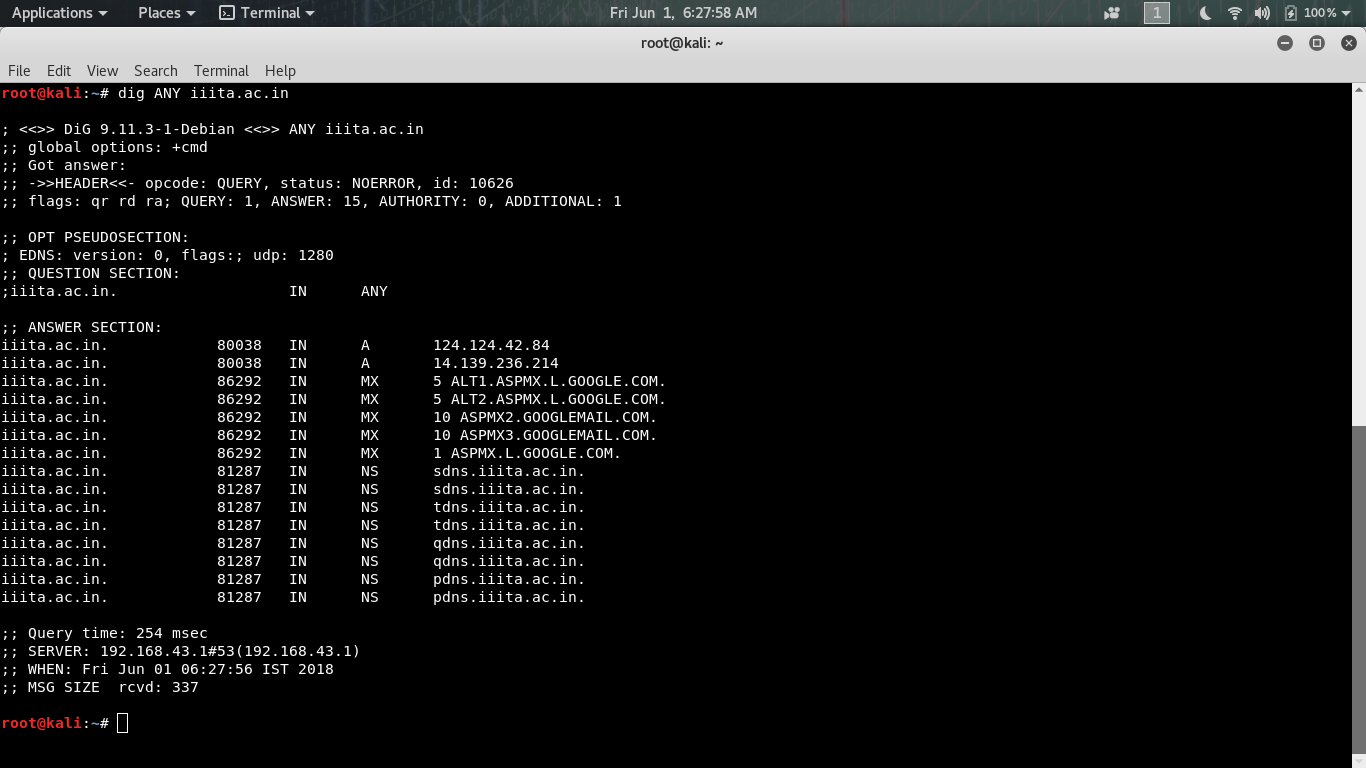 Applications Places Terminal Fri Jun 1, 6:27:58 AM 1 100%
root@kali: ~
File Edit View Search Terminal Help
root@kali:~# dig ANY iiita.ac.in
; <<>> DiG 9.11.3-1-Debian <<>> ANY iiita.ac.in
;; global options: +cmd
;; Got answer:
;; ->>HEADER<<- opcode: QUERY, status: NOERROR, id: 10626
;; flags: qr rd ra; QUERY: 1, ANSWER: 15, AUTHORITY: 0, ADDITIONAL: 1
;; OPT PSEUDOSECTION:
; EDNS: version: 0, flags:; udp: 1280
;; QUESTION SECTION:
;iiita.ac.in. IN ANY
;; ANSWER SECTION:
iiita.ac.in. 80038 IN A 124.124.42.84
iiita.ac.in. 80038 IN A 14.139.236.214
iiita.ac.in. 86292 IN MX 5 ALT1.ASPMX.L.GOOGLE.COM.
iiita.ac.in. 86292 IN MX 5 ALT2.ASPMX.L.GOOGLE.COM.
iiita.ac.in. 86292 IN MX 10 ASPMX2.GOOGLEMAIL.COM.
iiita.ac.in. 86292 IN MX 10 ASPMX3.GOOGLEMAIL.COM.
iiita.ac.in. 86292 IN MX 1 ASPMX.L.GOOGLE.COM.
iiita.ac.in. 81287 IN NS sdns.iiita.ac.in.
iiita.ac.in. 81287 IN NS sdns.iiita.ac.in.
iiita.ac.in. 81287 IN NS tdns.iiita.ac.in.
iiita.ac.in. 81287 IN NS tdns.iiita.ac.in.
iiita.ac.in. 81287 IN NS qdns.iiita.ac.in.
iiita.ac.in. 81287 IN NS qdns.iiita.ac.in.
iiita.ac.in. 81287 IN NS pdns.iiita.ac.in.
iiita.ac.in. 81287 IN NS pdns.iiita.ac.in.
;; Query time: 254 msec
;; SERVER: 192.168.43.1#53(192.168.43.1)
;; WHEN: Fri Jun 01 06:27:56 IST 2018
;; MSG SIZE rcvd: 337
root@kali:~#